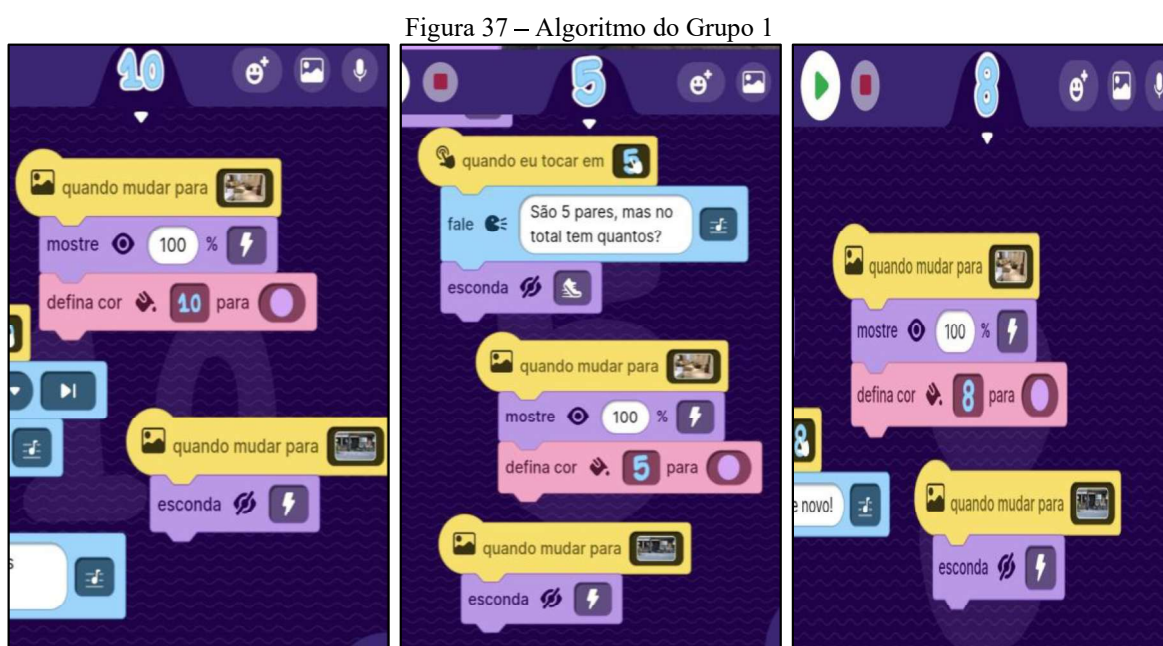 Figura 37 – Algoritmo do Grupo 1
10
quando mudar para
mostre 100 %
defina cor 10 para
quando mudar para
esconda
s
5
quando eu tocar em 5
fale São 5 pares, mas no
total tem quantos?
esconda
quando mudar para
mostre 100 %
defina cor 5 para
quando mudar para
esconda
8
quando mudar para
mostre 100 %
defina cor 8 para
8
e novo!
quando mudar para
esconda